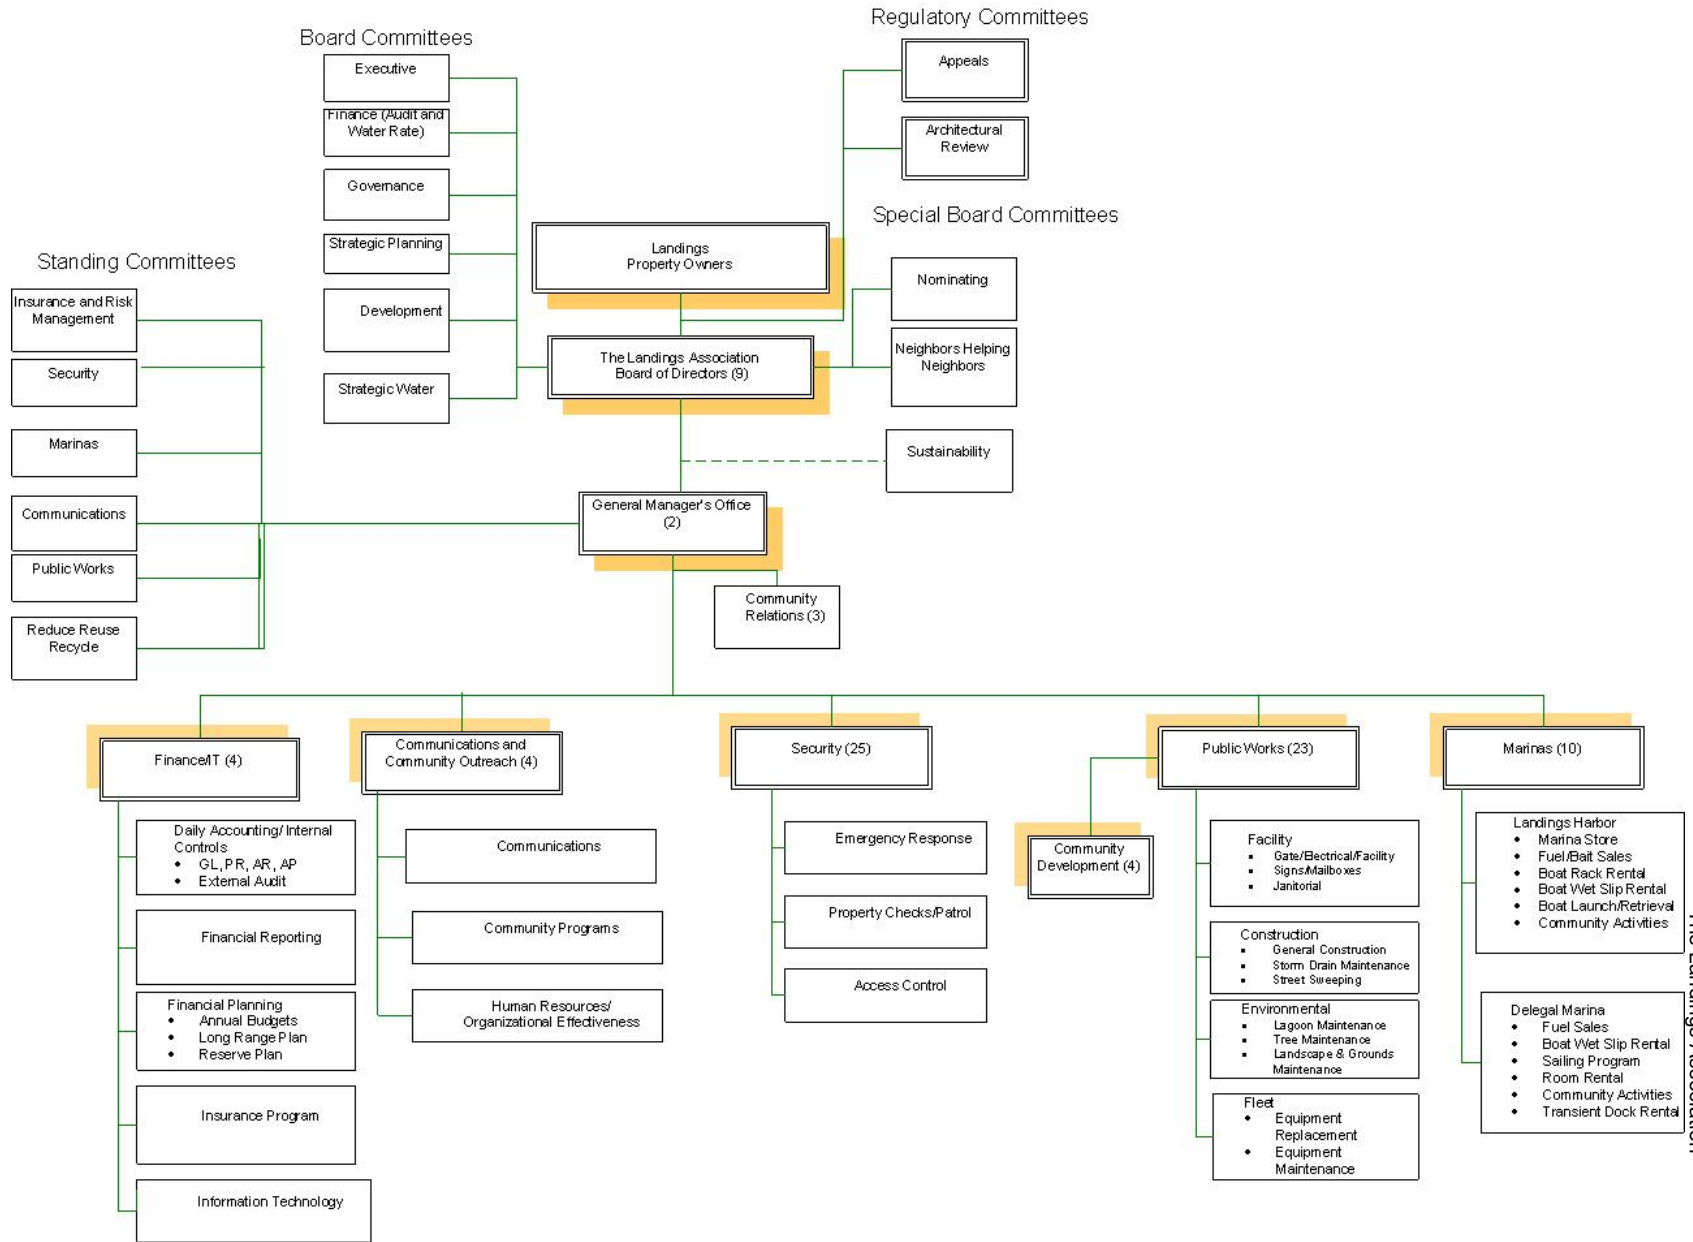 Regulatory Committees
Appeals
Architectural
Review
Board Committees
Executive
Finance (Audit and
Water Rate)
Governance
Strategic Planning
Development
Strategic Water
Special Board Committees
Nominating
Neighbors Helping
Neighbors
Sustainability
Landings
Property Owners
The Landings Association
Board of Directors (9)
Standing Committees
Insurance and Risk
Management
Security
Marinas
Communications
Public Works
Reduce Reuse
Recycle
General Manager's Office
(2)
Community
Relations (3)
Finance/IT (4)
Daily Accounting/ Internal
Controls
• GL, PR, AR, AP
• External Audit
Financial Reporting
Financial Planning
• Annual Budgets
• Long Range Plan
• Reserve Plan
Insurance Program
Information Technology
Communications and
Community Outreach (4)
Communications
Community Programs
Human Resources/
Organizational Effectiveness
Security (25)
Emergency Response
Property Checks/Patrol
Access Control
Public Works (23)
Community
Development (4)
Facility
▪ Gate/Electrical/Facility
▪ Signs/Mailboxes
▪ Janitorial
Construction
▪ General Construction
▪ Storm Drain Maintenance
▪ Street Sweeping
Environmental
▪ Lagoon Maintenance
▪ Tree Maintenance
▪ Landscape & Grounds
Maintenance
Fleet
• Equipment
Replacement
• Equipment
Maintenance
Marinas (10)
Landings Harbor
• Marina Store
• Fuel/Bait Sales
• Boat Rack Rental
• Boat Wet Slip Rental
• Boat Launch/Retrieval
• Community Activities
Delegal Marina
• Fuel Sales
• Boat Wet Slip Rental
• Sailing Program
• Room Rental
• Community Activities
• Transient Dock Rental
The Landings Association